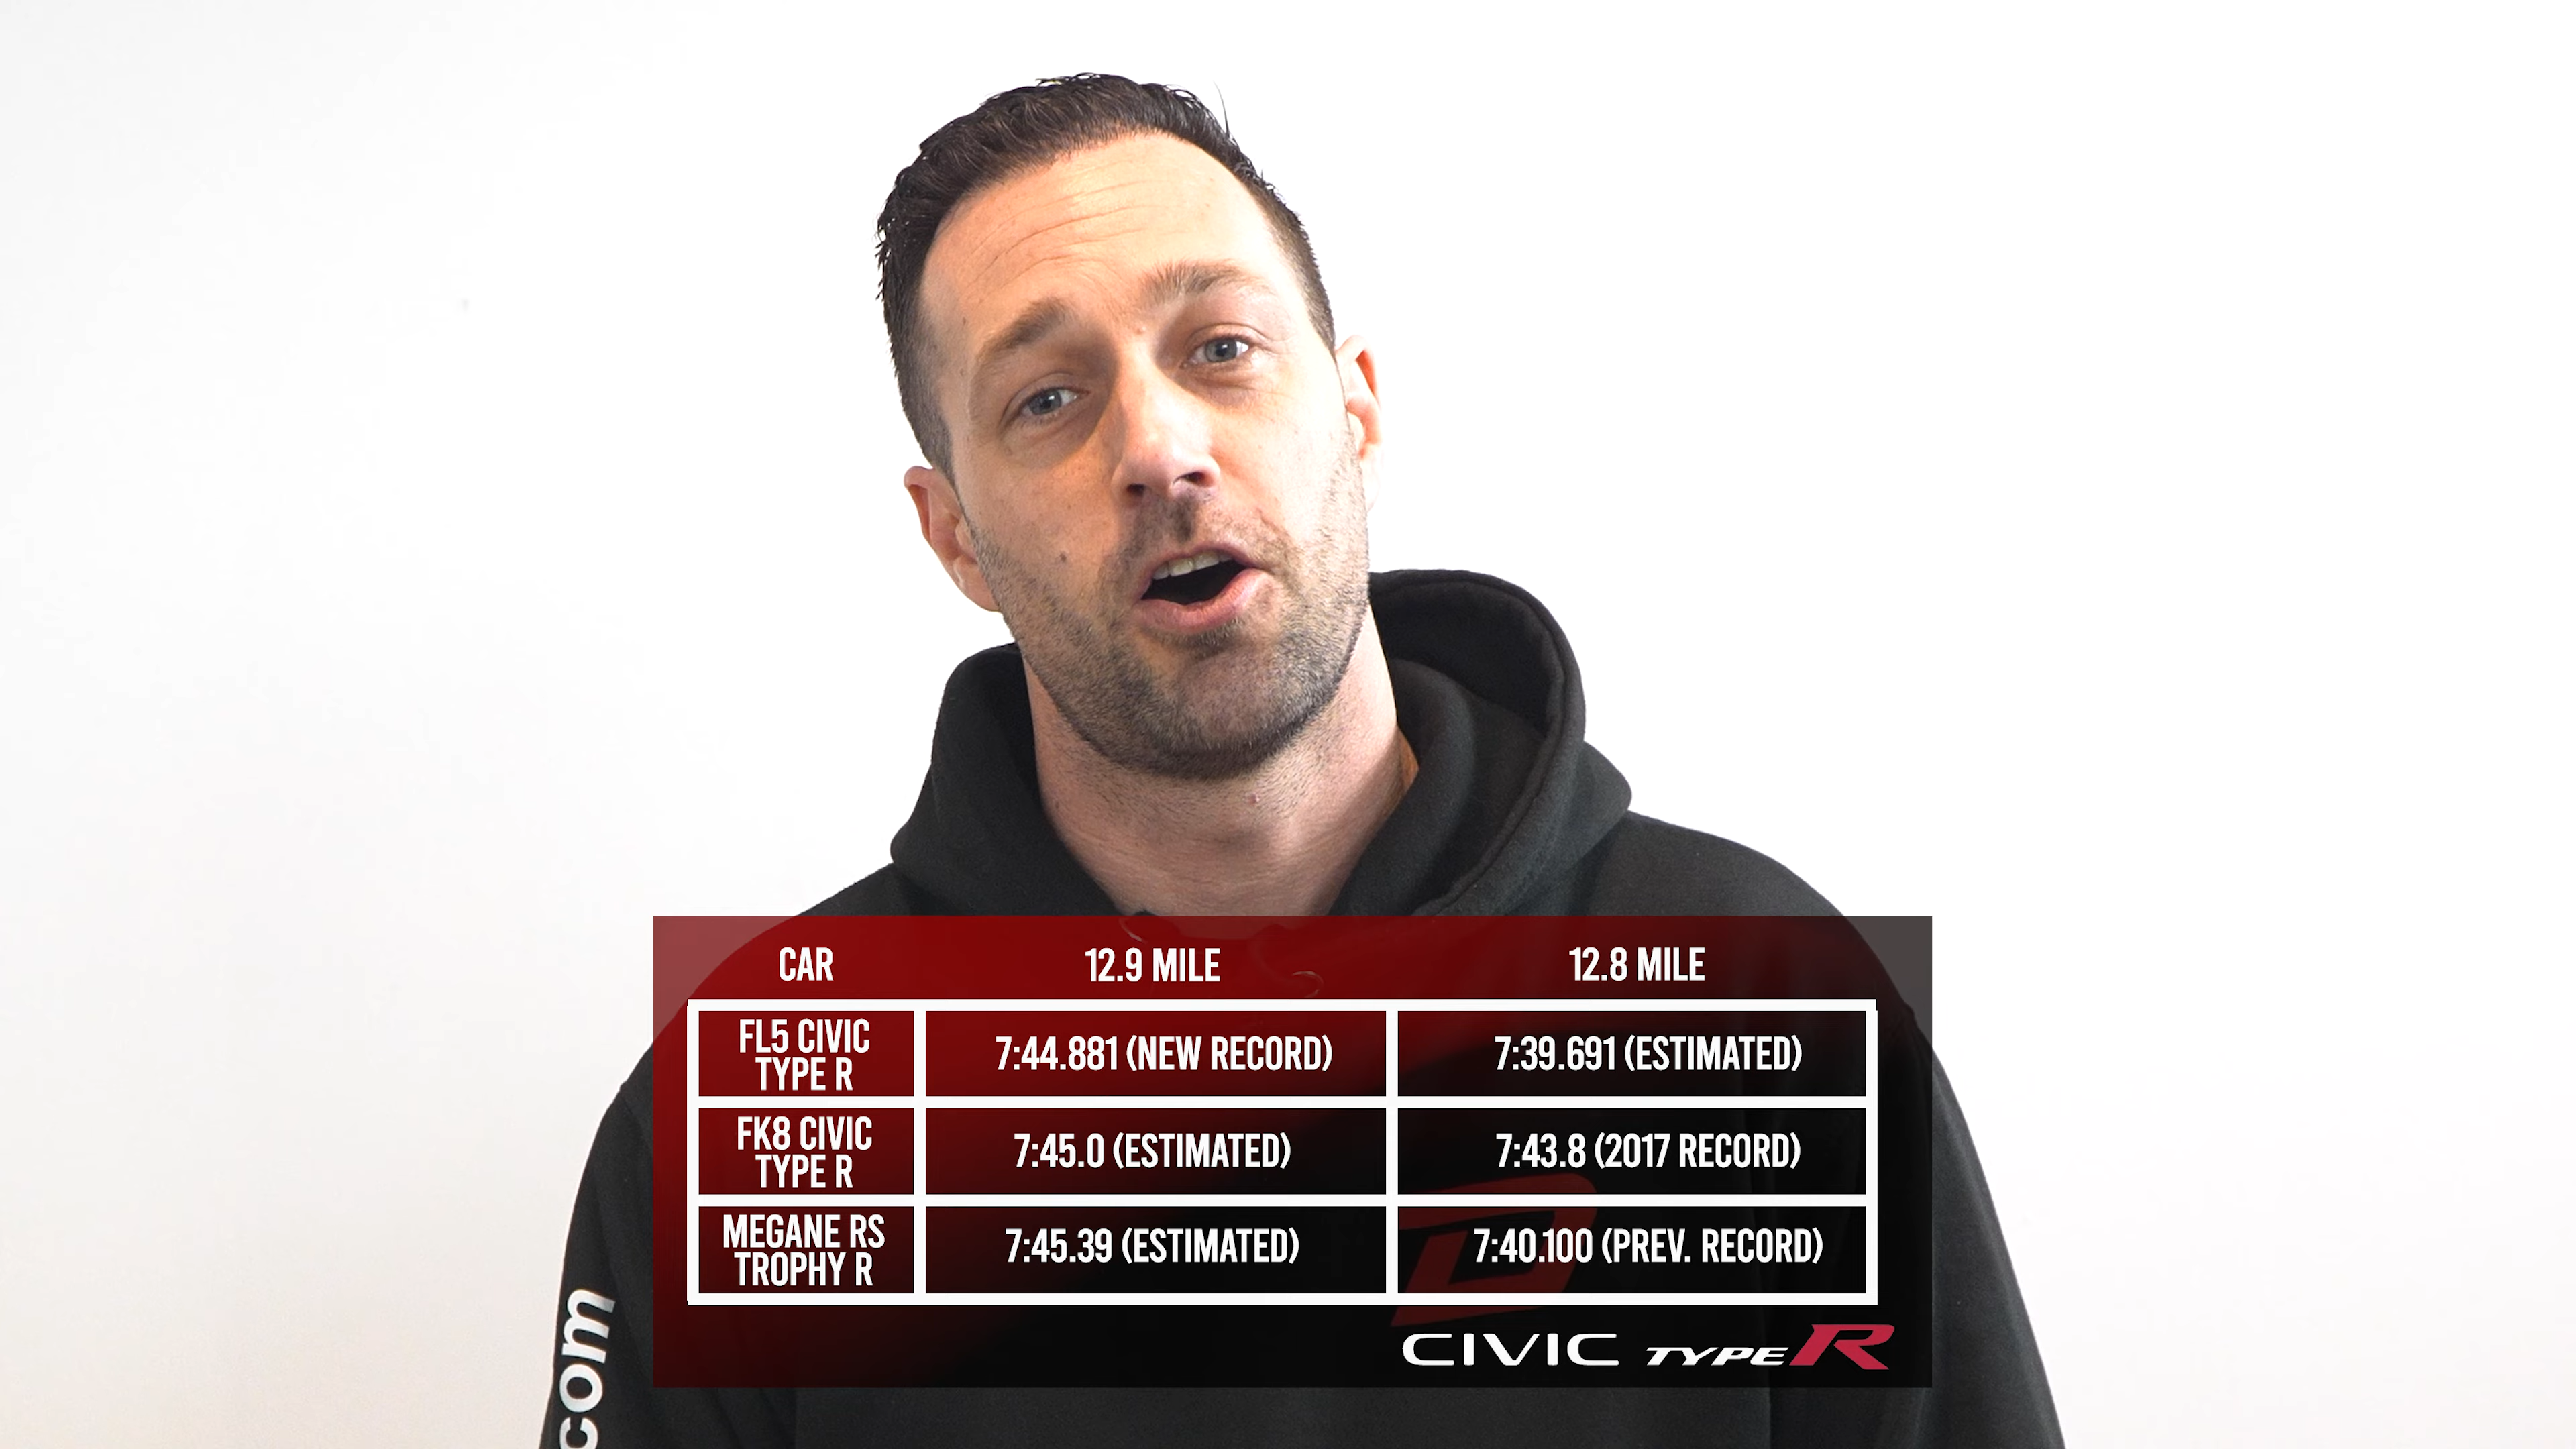 CAR 12.9 MILE 12.8 MILE
FL5 CIVIC
TYPE R
7:44.881 (NEW RECORD)
7:39.691 (ESTIMATED)
FK8 CIVIC
TYPE R
7:45.0 (ESTIMATED)
7:43.8 (2017 RECORD)
MEGANE RS
TROPHY R
7:45.39 (ESTIMATED)
7:40.100 (PREV. RECORD)
CIVIC TYPE R
com